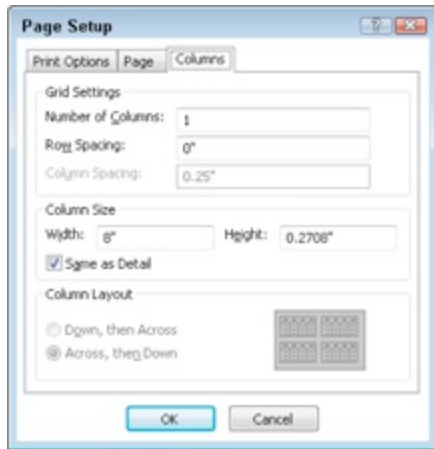 Page Setup
Print Options Page Columns
Grid Settings
Number of Columns: 1
Row Spacing: 0"
Column Spacing: 0.25"
Column Size
Width: 8" Height: 0.2708"
Same as Detail
Column Layout
Down, then Across
Across, then Down
OK Cancel